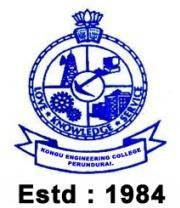 LOVE • KNOWLEDGE • SERVICE
KONGU ENGINEERING COLLEGE
PERUNDURAI.
Estd : 1984